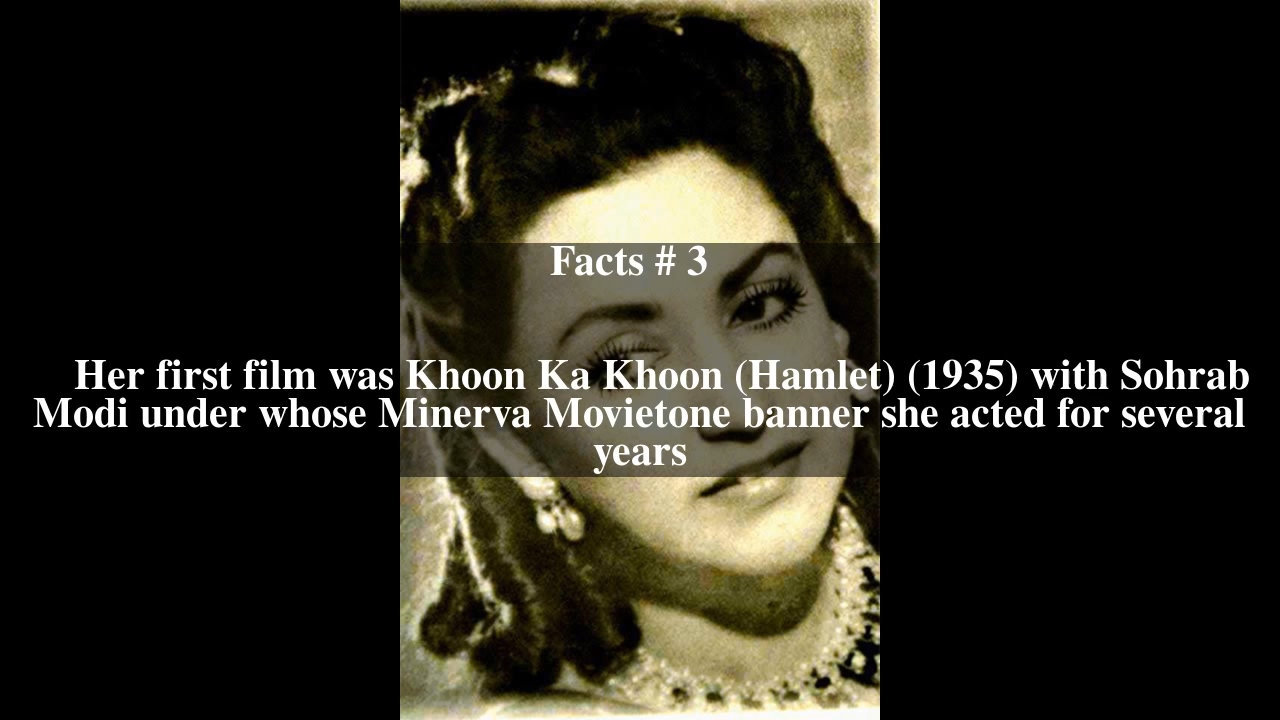 Facts # 3
Her first film was Khoon Ka Khoon (Hamlet) (1935) with Sohrab
Modi under whose Minerva Movietone banner she acted for several
years